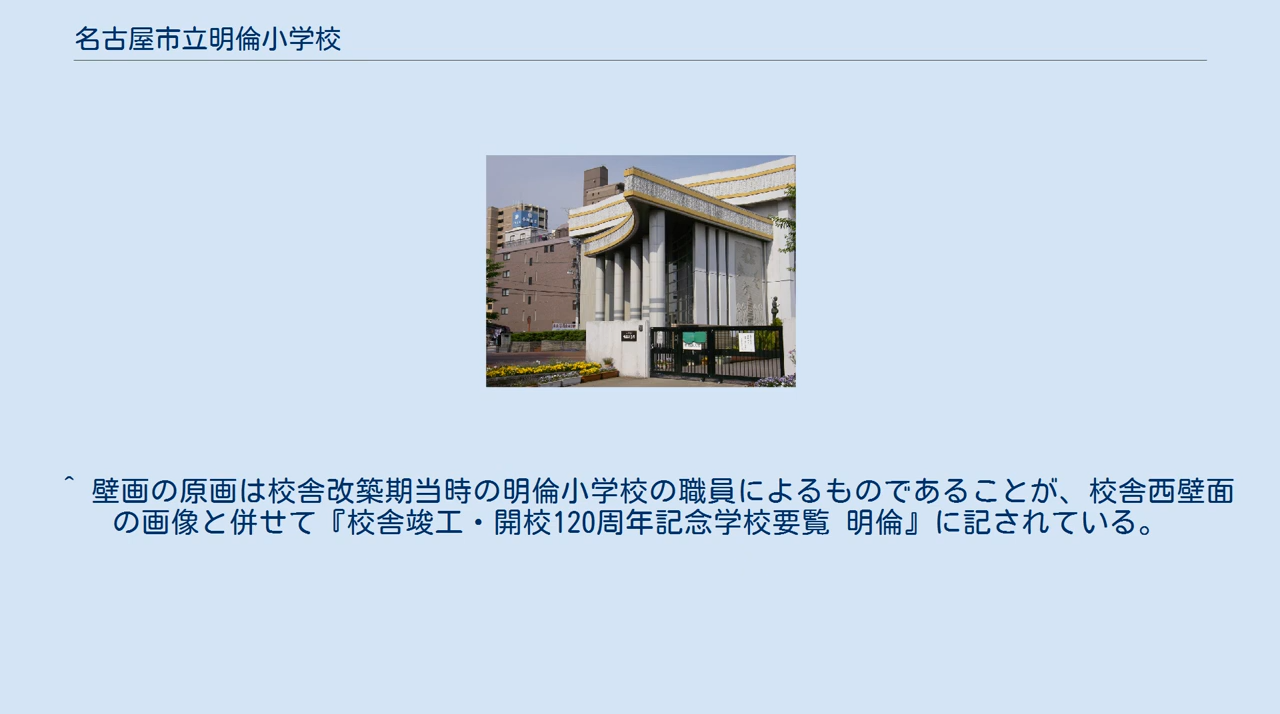 名古屋市立明倫小学校
^ 壁画の原画は校舎改築期当時の明倫小学校の職員によるものであることが、校舎西壁面
の画像と併せて『校舎竣工・開校120周年記念学校要覧 明倫』に記されている。